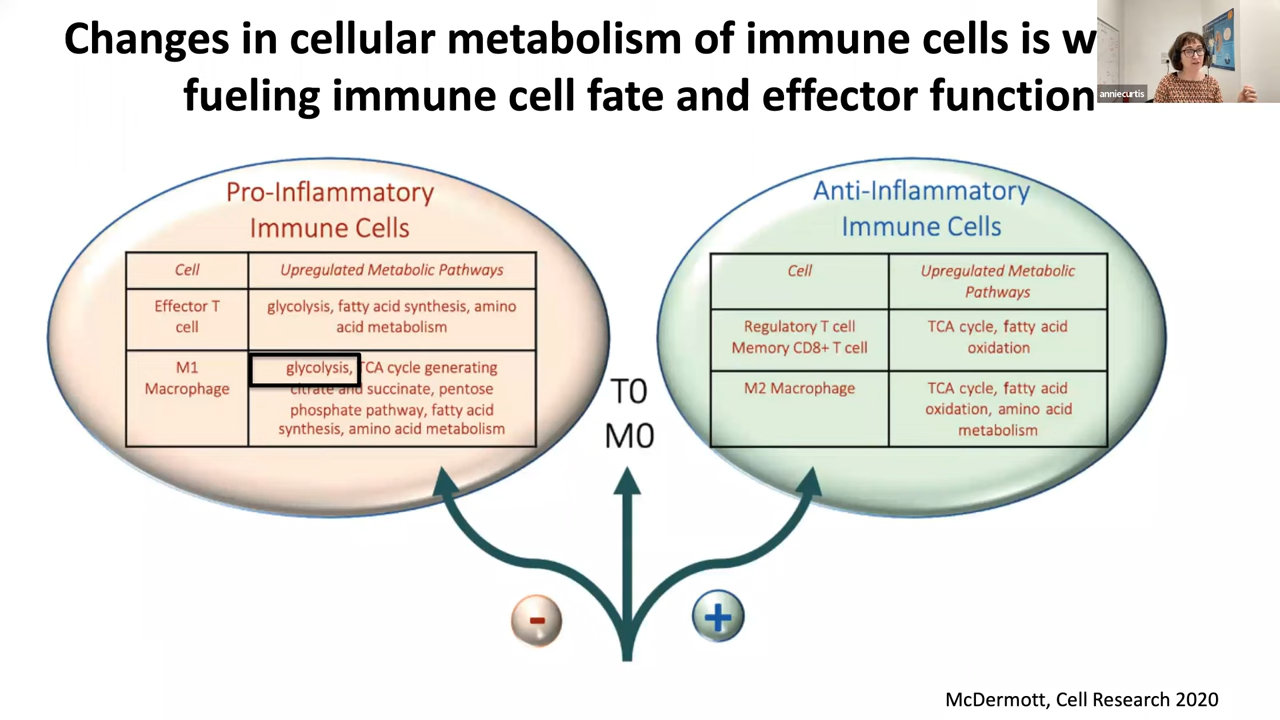 Changes in cellular metabolism of immune cells is w
fueling immune cell fate and effector function
anniecurtis
Pro-Inflammatory
Immune Cells
Cell
Upregulated Metabolic Pathways
Effector T
cell
glycolysis, fatty acid synthesis, amino
acid metabolism
M1
Macrophage
glycolysis, TCA cycle generating
citrate and succinate, pentose
phosphate pathway, fatty acid
synthesis, amino acid metabolism
T0
M0
Anti-Inflammatory
Immune Cells
Cell
Upregulated Metabolic
Pathways
Regulatory T cell
Memory CD8+ T cell
TCA cycle, fatty acid
oxidation
M2 Macrophage
TCA cycle, fatty acid
oxidation, amino acid
metabolism
-
+
McDermott, Cell Research 2020